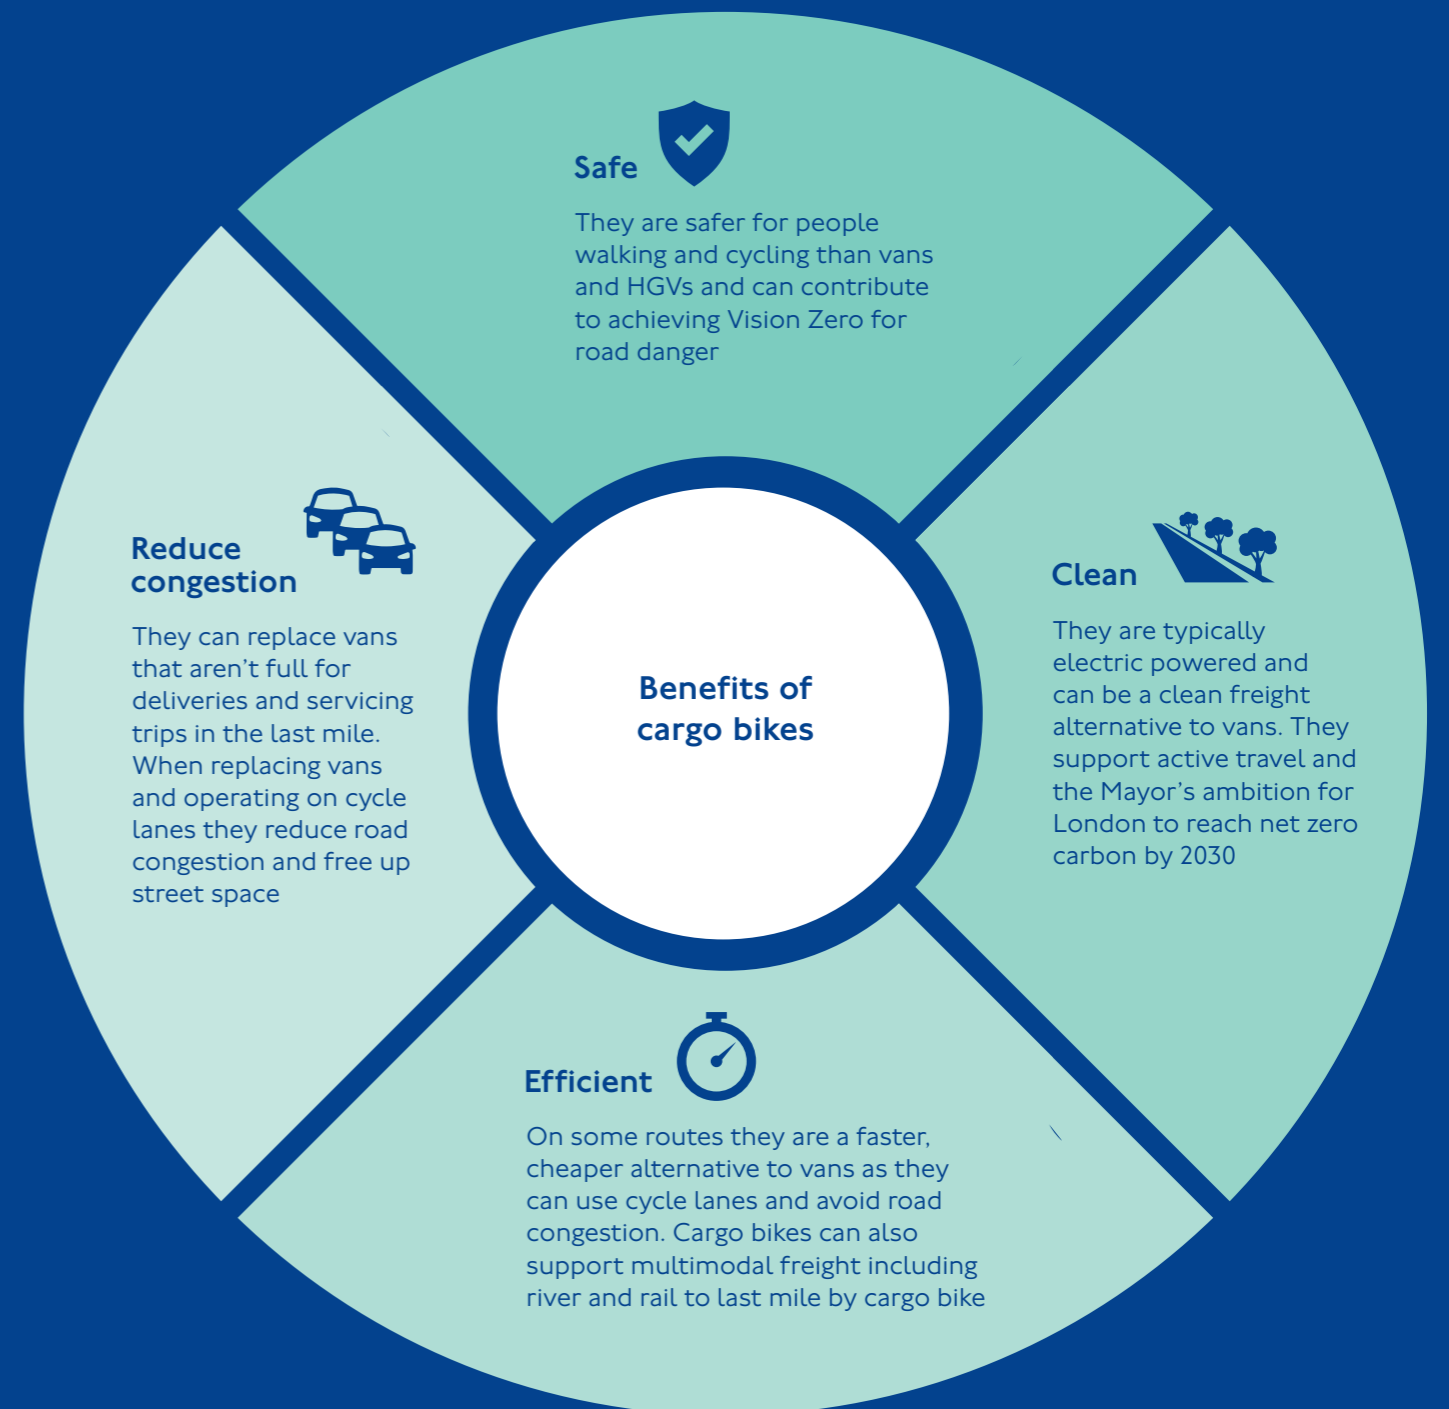 Safe
They are safer for people
walking and cycling than vans
and HGVs and can contribute
to achieving Vision Zero for
road danger
Reduce
congestion
They can replace vans
that aren't full for
deliveries and servicing
trips in the last mile.
When replacing vans
and operating on cycle
lanes they reduce road
congestion and free up
street space
Benefits of
cargo bikes
Clean
They are typically
electric powered and
can be a clean freight
alternative to vans. They
support active travel and
the Mayor's ambition for
London to reach net zero
carbon by 2030
Efficient
On some routes they are a faster,
cheaper alternative to vans as they
can use cycle lanes and avoid road
congestion. Cargo bikes can also
support multimodal freight including
river and rail to last mile by cargo bike